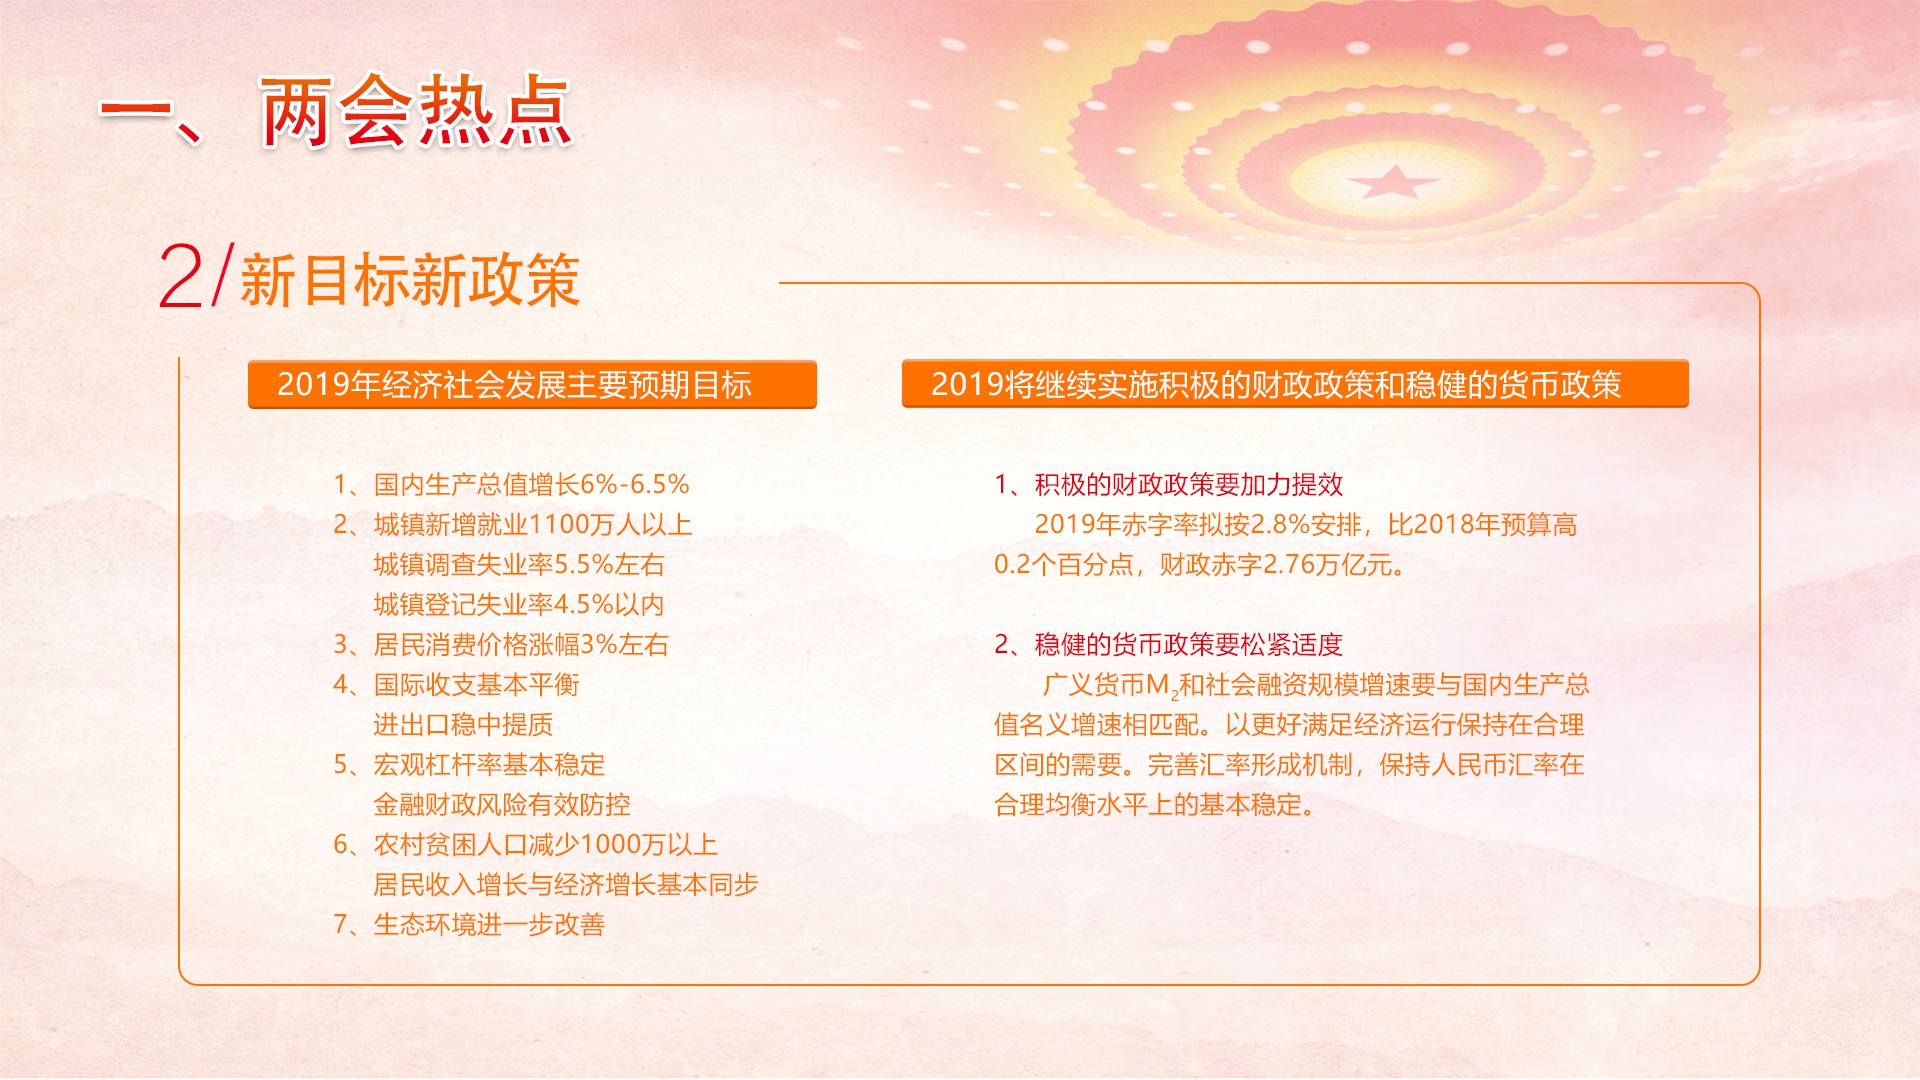 一、两会热点
2/新目标新政策
2019年经济社会发展主要预期目标
1、国内生产总值增长6%-6.5%
2、城镇新增就业1100万人以上
城镇调查失业率5.5%左右
城镇登记失业率4.5%以内
3、居民消费价格涨幅3%左右
4、国际收支基本平衡
进出口稳中提质
5、宏观杠杆率基本稳定
金融财政风险有效防控
6、农村贫困人口减少1000万以上
居民收入增长与经济增长基本同步
7、生态环境进一步改善
2019将继续实施积极的财政政策和稳健的货币政策
1、积极的财政政策要加力提效
2019年赤字率拟按2.8%安排，比2018年预算高
0.2个百分点，财政赤字2.76万亿元。
2、稳健的货币政策要松紧适度
广义货币M₂和社会融资规模增速要与国内生产总
值名义增速相匹配。以更好满足经济运行保持在合理
区间的需要。完善汇率形成机制，保持人民币汇率在
合理均衡水平上的基本稳定。